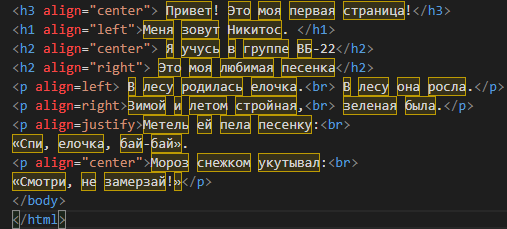 <h3 align="center"> Привет! Это моя первая страница!</h3>
<h1 align="left">Меня зовут Никитос. </h1>
<h2 align="center"> Я учусь в группе ВБ-22</h2>
<h2 align="right"> Это моя любимая песенка</h2>
<p align=left> В лесу родилась елочка.<br> В лесу она росла.</p>
<p align=right>Зимой и летом стройная,<br> зеленая была.</p>
<p align=justify>Метель ей пела песенку:<br>
«Спи, елочка, бай-бай».
<p align="center">Мороз снежком укутывал:<br>
«Смотри, не замерзай!»</p>
</body>
</html>